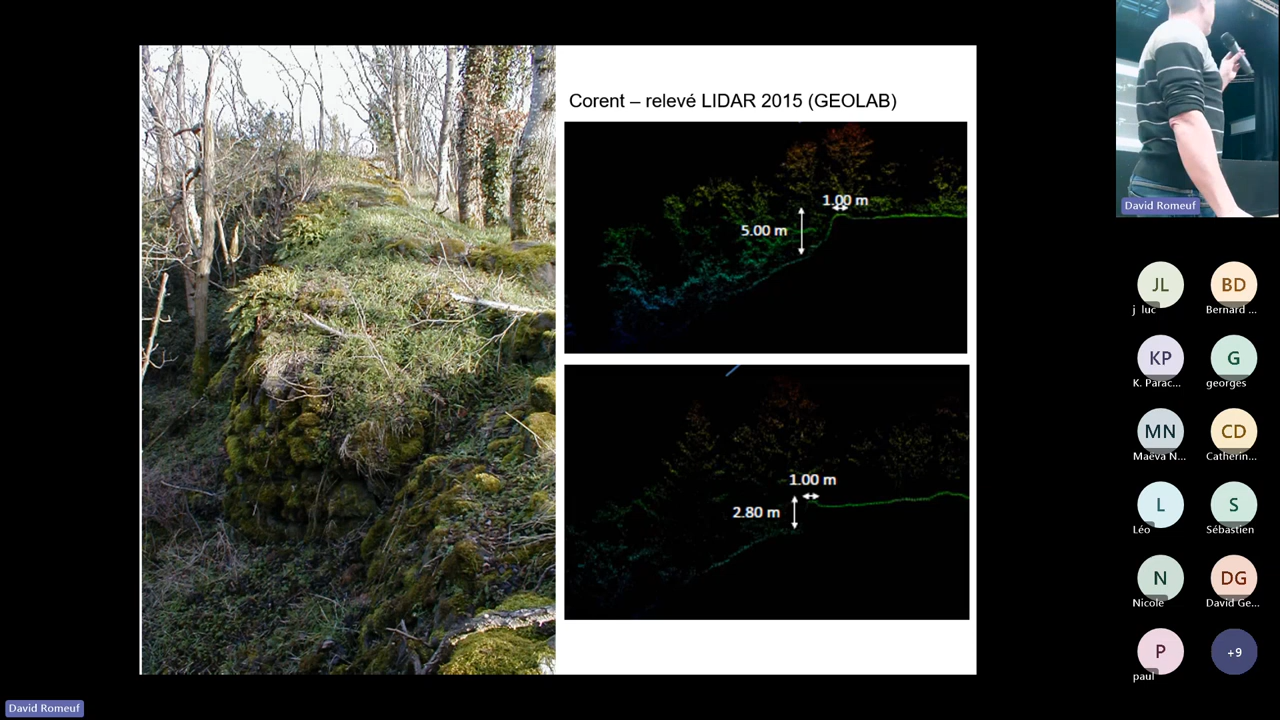 Corent – relevé LIDAR 2015 (GEOLAB)
1.00 m
5.00 m
1.00 m
2.80 m
David Romeuf
JL
j luc
BD
Bernard ...
KP
K. Parac...
G
georges
MN
Maëva N...
CD
Catherin...
L
Léo
S
Sébastien
N
Nicole
DG
David Ge...
P
paul
+9
David Romeuf